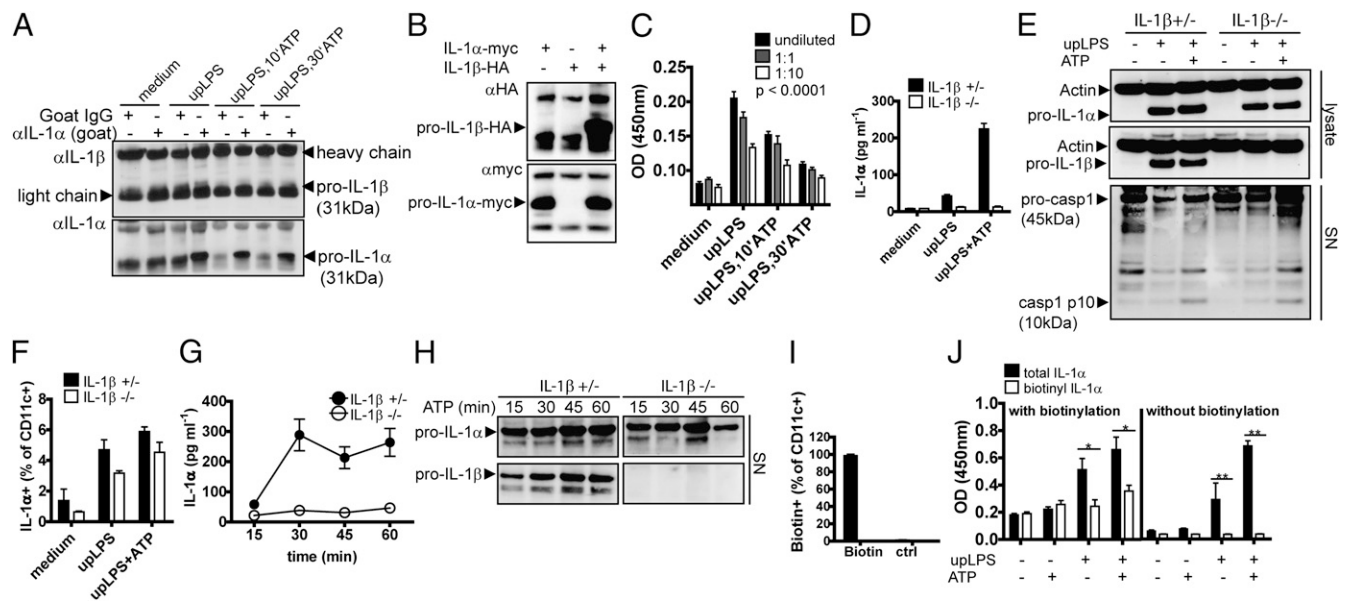 A
medium
upLPS
upLPS,10'ATP
upLPS,30'ATP
Goat IgG + - + - + - + -
αIL-1α (goat) - + - + - + - +
αIL-1β
heavy chain
light chain
pro-IL-1β
(31kDa)
αIL-1α
pro-IL-1α
(31kDa)
B
IL-1α-myc + - +
IL-1β-HA - + +
αHA
pro-IL-1β-HA
αmyc
pro-IL-1α-myc
C
undiluted
1:1
1:10
p < 0.0001
OD (450nm)
0.25
0.20
0.15
0.10
medium
upLPS
upLPS,10'ATP
upLPS,30'ATP
D
IL-1β +/-
IL-1β -/-
IL-1α (pg ml⁻¹)
300
200
100
0
medium
upLPS
upLPS+ATP
E
IL-1β+/- IL-1β-/-
upLPS - + + - + +
ATP - - + - - +
Actin
pro-IL-1α
Actin
pro-IL-1β
lysate
pro-casp1
(45kDa)
casp1 p10
(10kDa)
SN
F
IL-1β +/-
IL-1β -/-
IL-1α+ (% of CD11c+)
8
6
4
2
0
medium
upLPS
upLPS+ATP
G
IL-1β +/-
IL-1β -/-
IL-1α (pg ml⁻¹)
400
300
200
100
0
15 30 45 60
time (min)
H
IL-1β +/- IL-1β -/-
ATP (min) 15 30 45 60 15 30 45 60
pro-IL-1α
pro-IL-1β
SN
I
Biotin+ (% of CD11c+)
120
100
80
60
40
20
0
Biotin ctrl
J
total IL-1α
biotinyl IL-1α
with biotinylation without biotinylation
OD (450nm)
1.0
0.8
0.6
0.4
0.2
0
* * ** **
upLPS - - + + - - + +
ATP - + - + - + - +